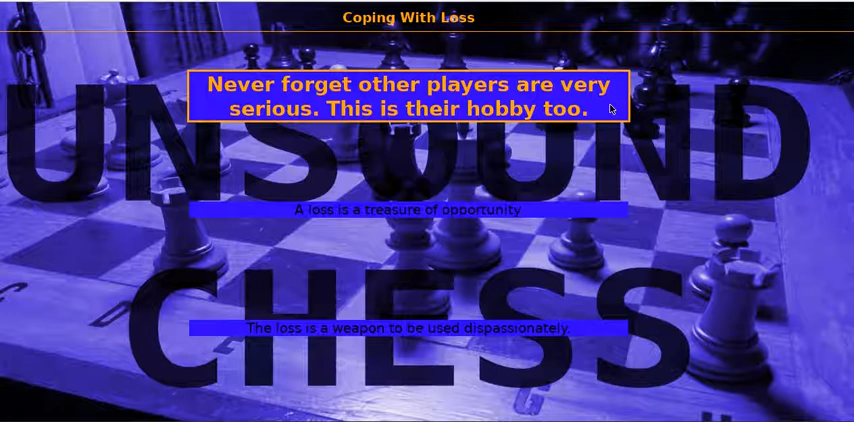 Coping With Loss
Never forget other players are very
serious. This is their hobby too.
UNSOUND
A loss is a treasure of opportunity
CHESS
The loss is a weapon to be used dispassionately.
D
E
G
H